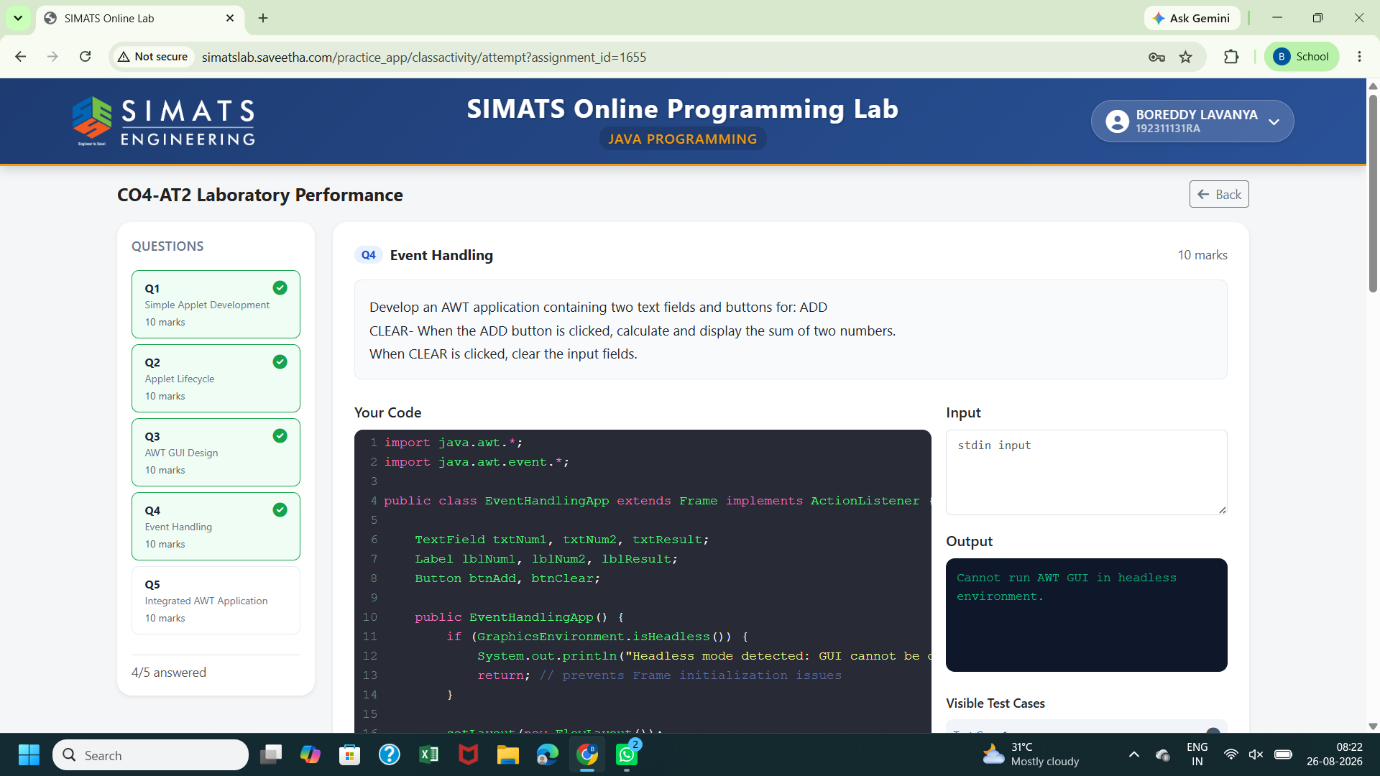 SIMATS Online Lab
Ask Gemini
Not secure
simatslab.saveetha.com/practice_app/classactivity/attempt?assignment_id=1655
B School
SIMATS
ENGINEERING
SIMATS Online Programming Lab
JAVA PROGRAMMING
BOREDDY LAVANYA
192311131RA
CO4-AT2 Laboratory Performance
Back
QUESTIONS
Q1
Simple Applet Development
10 marks
Q2
Applet Lifecycle
10 marks
Q3
AWT GUI Design
10 marks
Q4
Event Handling
10 marks
Q5
Integrated AWT Application
10 marks
4/5 answered
Q4 Event Handling
10 marks
Develop an AWT application containing two text fields and buttons for: ADD
CLEAR- When the ADD button is clicked, calculate and display the sum of two numbers.
When CLEAR is clicked, clear the input fields.
Your Code
1 import java.awt.*;
2 import java.awt.event.*;
3
4 public class EventHandlingApp extends Frame implements ActionListener {
5
6 TextField txtNum1, txtNum2, txtResult;
7 Label lblNum1, lblNum2, lblResult;
8 Button btnAdd, btnClear;
9
10 public EventHandlingApp() {
11 if (GraphicsEnvironment.isHeadless()) {
12 System.out.println("Headless mode detected: GUI cannot be
13 return; // prevents Frame initialization issues
14 }
15
Input
stdin input
Output
Cannot run AWT GUI in headless
environment.
Visible Test Cases
Search
2
31°C
Mostly cloudy
ENG
IN
08:22
26-08-2026